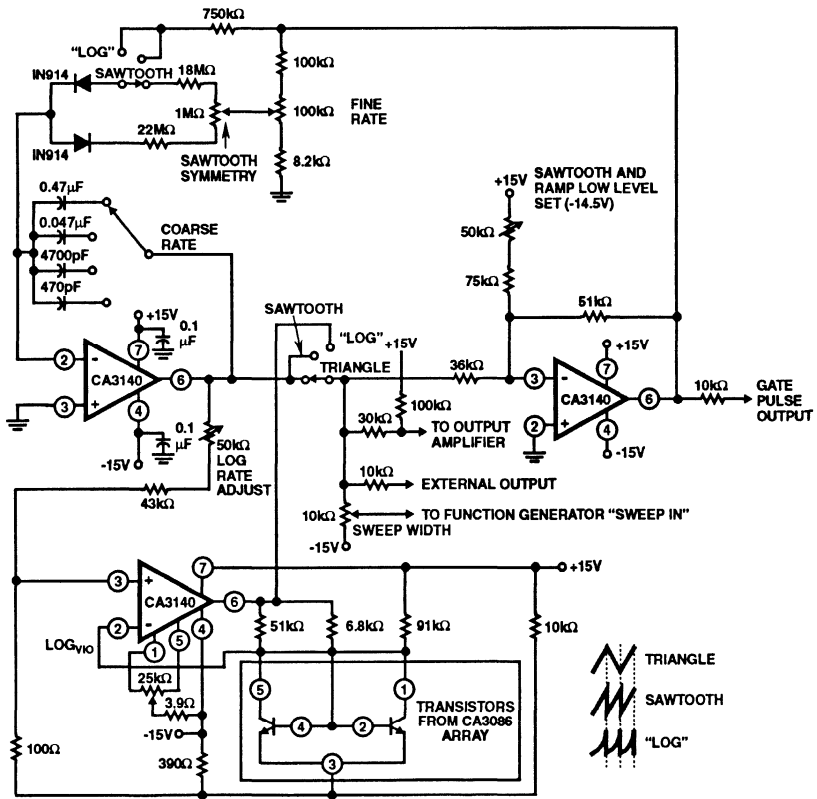 750kΩ
“LOG”
IN914
SAWTOOTH
18MΩ
100kΩ
1MΩ
100kΩ
FINE
RATE
IN914
22MΩ
SAWTOOTH
SYMMETRY
8.2kΩ
0.47μF
0.047μF
4700pF
470pF
COARSE
RATE
SAWTOOTH AND
RAMP LOW LEVEL
SET (-14.5V)
+15V
50kΩ
75kΩ
51kΩ
+15V
0.1
μF
7
2
-
CA3140
6
3
+
4
0.1
μF
-15V
SAWTOOTH
“LOG”
TRIANGLE
+15V
36kΩ
100kΩ
30kΩ
TO OUTPUT
AMPLIFIER
+15V
7
3
-
CA3140
6
2
+
4
-15V
10kΩ
GATE
PULSE
OUTPUT
50kΩ
LOG
RATE
ADJUST
43kΩ
10kΩ
EXTERNAL OUTPUT
10kΩ
TO FUNCTION GENERATOR “SWEEP IN”
SWEEP WIDTH
-15V
7
+15V
3
+
CA3140
6
2
-
4
5
1
LOGVIO
25kΩ
3.9Ω
-15V
390Ω
100Ω
51kΩ
6.8kΩ
91kΩ
10kΩ
5
1
4
2
3
TRANSISTORS
FROM CA3086
ARRAY
TRIANGLE
SAWTOOTH
“LOG”